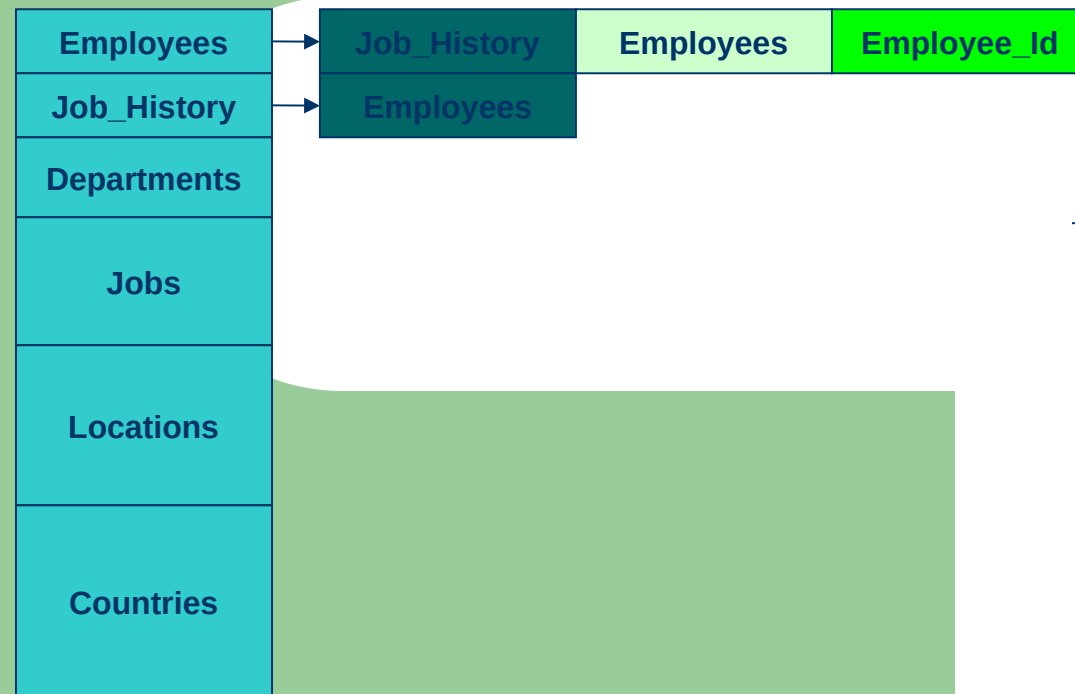 Employees Job_History Employees Employee_Id
Job_History Employees
Departments
Jobs
Locations
Countries